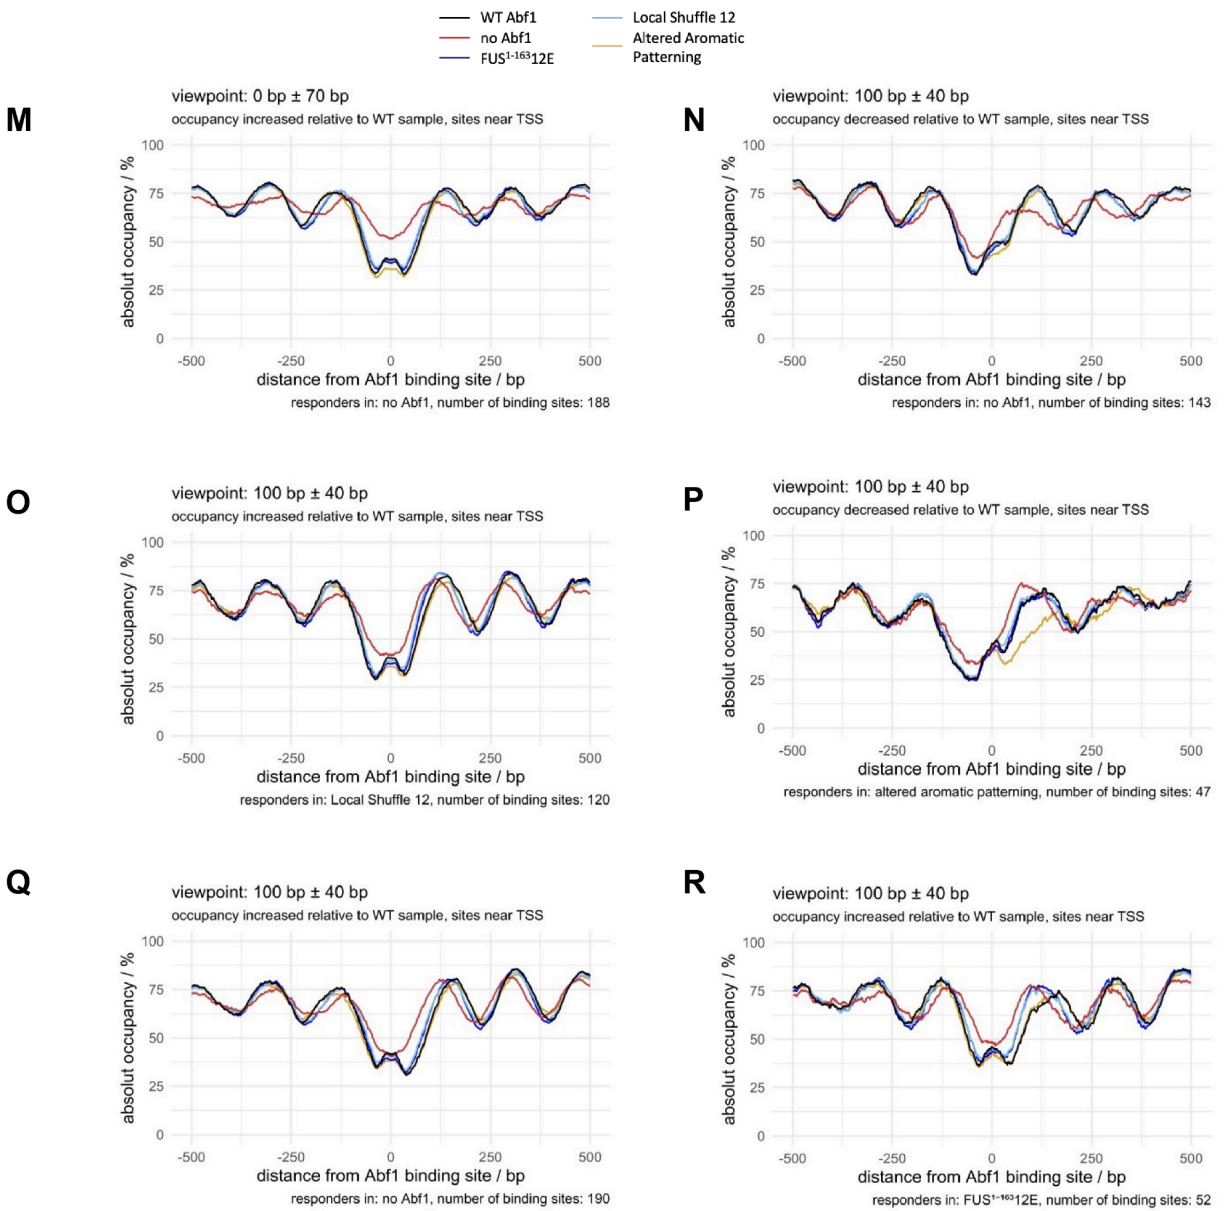 WT Abf1
no Abf1
FUS¹⁻¹⁶³12E
Local Shuffle 12
Altered Aromatic
Patterning
M
viewpoint: 0 bp ± 70 bp
occupancy increased relative to WT sample, sites near TSS
absolut occupancy / %
100
75
50
25
0
-500 -250 0 250 500
distance from Abf1 binding site / bp
responders in: no Abf1, number of binding sites: 188
N
viewpoint: 100 bp ± 40 bp
occupancy decreased relative to WT sample, sites near TSS
absolut occupancy / %
100
75
50
25
0
-500 -250 0 250 500
distance from Abf1 binding site / bp
responders in: no Abf1, number of binding sites: 143
O
viewpoint: 100 bp ± 40 bp
occupancy increased relative to WT sample, sites near TSS
absolut occupancy / %
100
75
50
25
0
-500 -250 0 250 500
distance from Abf1 binding site / bp
responders in: Local Shuffle 12, number of binding sites: 120
P
viewpoint: 100 bp ± 40 bp
occupancy decreased relative to WT sample, sites near TSS
absolut occupancy / %
100
75
50
25
0
-500 -250 0 250 500
distance from Abf1 binding site / bp
responders in: altered aromatic patterning, number of binding sites: 47
Q
viewpoint: 100 bp ± 40 bp
occupancy increased relative to WT sample, sites near TSS
absolut occupancy / %
100
75
50
25
0
-500 -250 0 250 500
distance from Abf1 binding site / bp
responders in: no Abf1, number of binding sites: 190
R
viewpoint: 100 bp ± 40 bp
occupancy increased relative to WT sample, sites near TSS
absolut occupancy / %
100
75
50
25
0
-500 -250 0 250 500
distance from Abf1 binding site / bp
responders in: FUS¹⁻¹⁶³12E, number of binding sites: 52